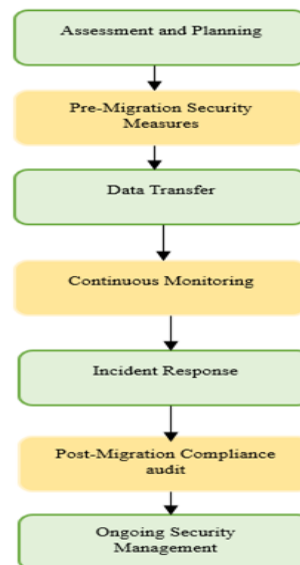 Assessment and Planning
Pre-Migration Security
Measures
Data Transfer
Continuous Monitoring
Incident Response
Post-Migration Compliance
audit
Ongoing Security
Management